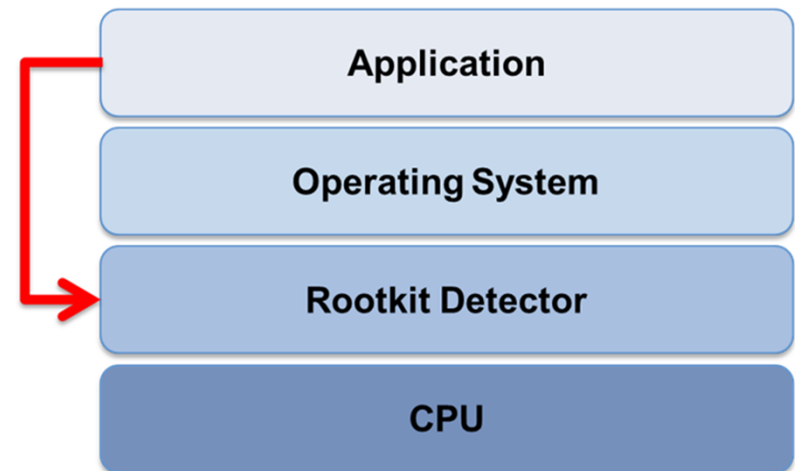 Application
Operating System
Rootkit Detector
CPU